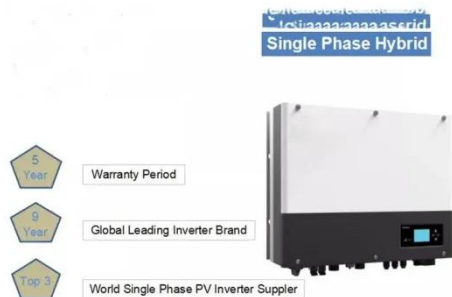 Single Phase Hybrid
5
Year
Warranty Period
9
Year
Global Leading Inverter Brand
Top 3
World Single Phase PV Inverter Suppler